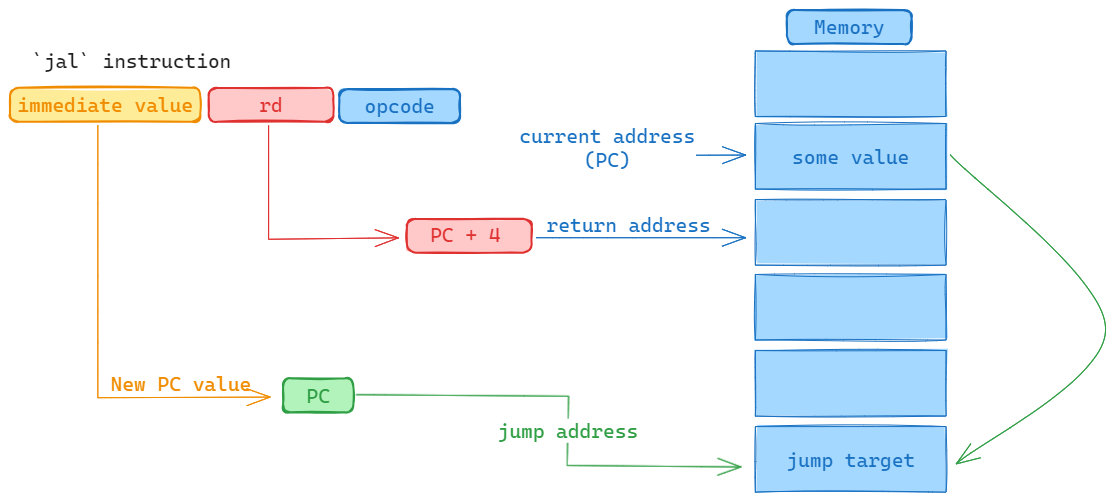 Memory
`jal` instruction
immediate value
rd
opcode
current address
(PC)
some value
PC + 4
return address
New PC value
PC
jump address
jump target